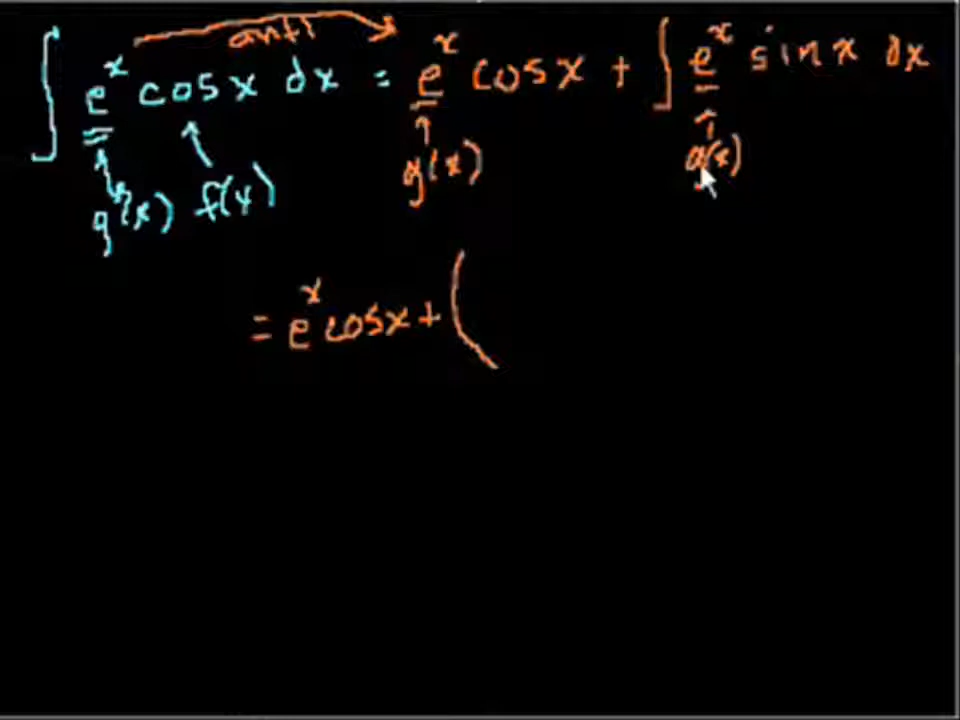 anti
∫ e^x cos x dx = e^x cos x + ∫ e^x sin x dx
g'(x) f(x) g(x) g(x)
= e^x cos x + (